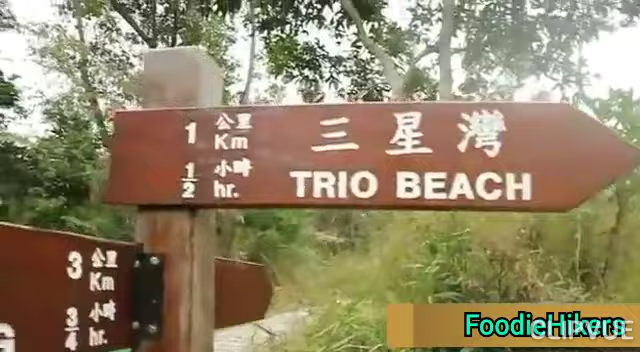 1 公里 Km 三星灣
1/2 小時 hr. TRIO BEACH
3 公里 Km
3/4 小時 hr.
FoodieHikers
CLIPVUE